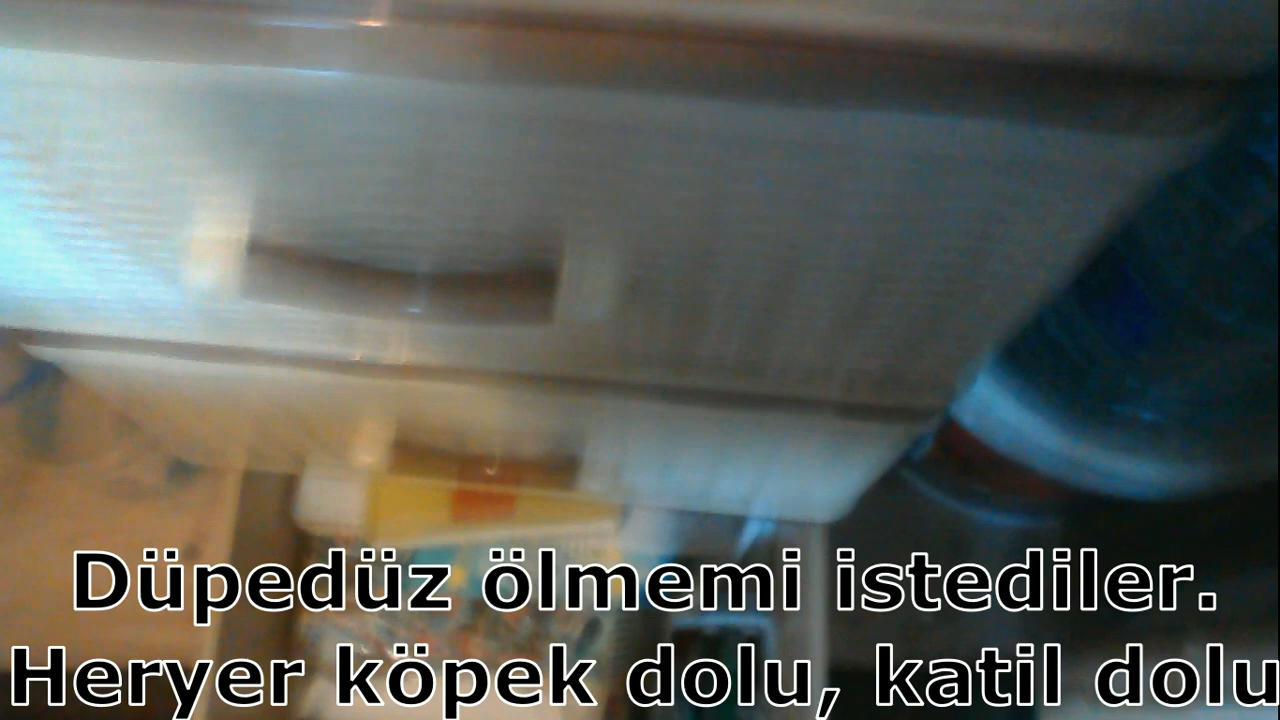 Düpedüz ölmemi istediler.
Heryer köpek dolu, katil dolu